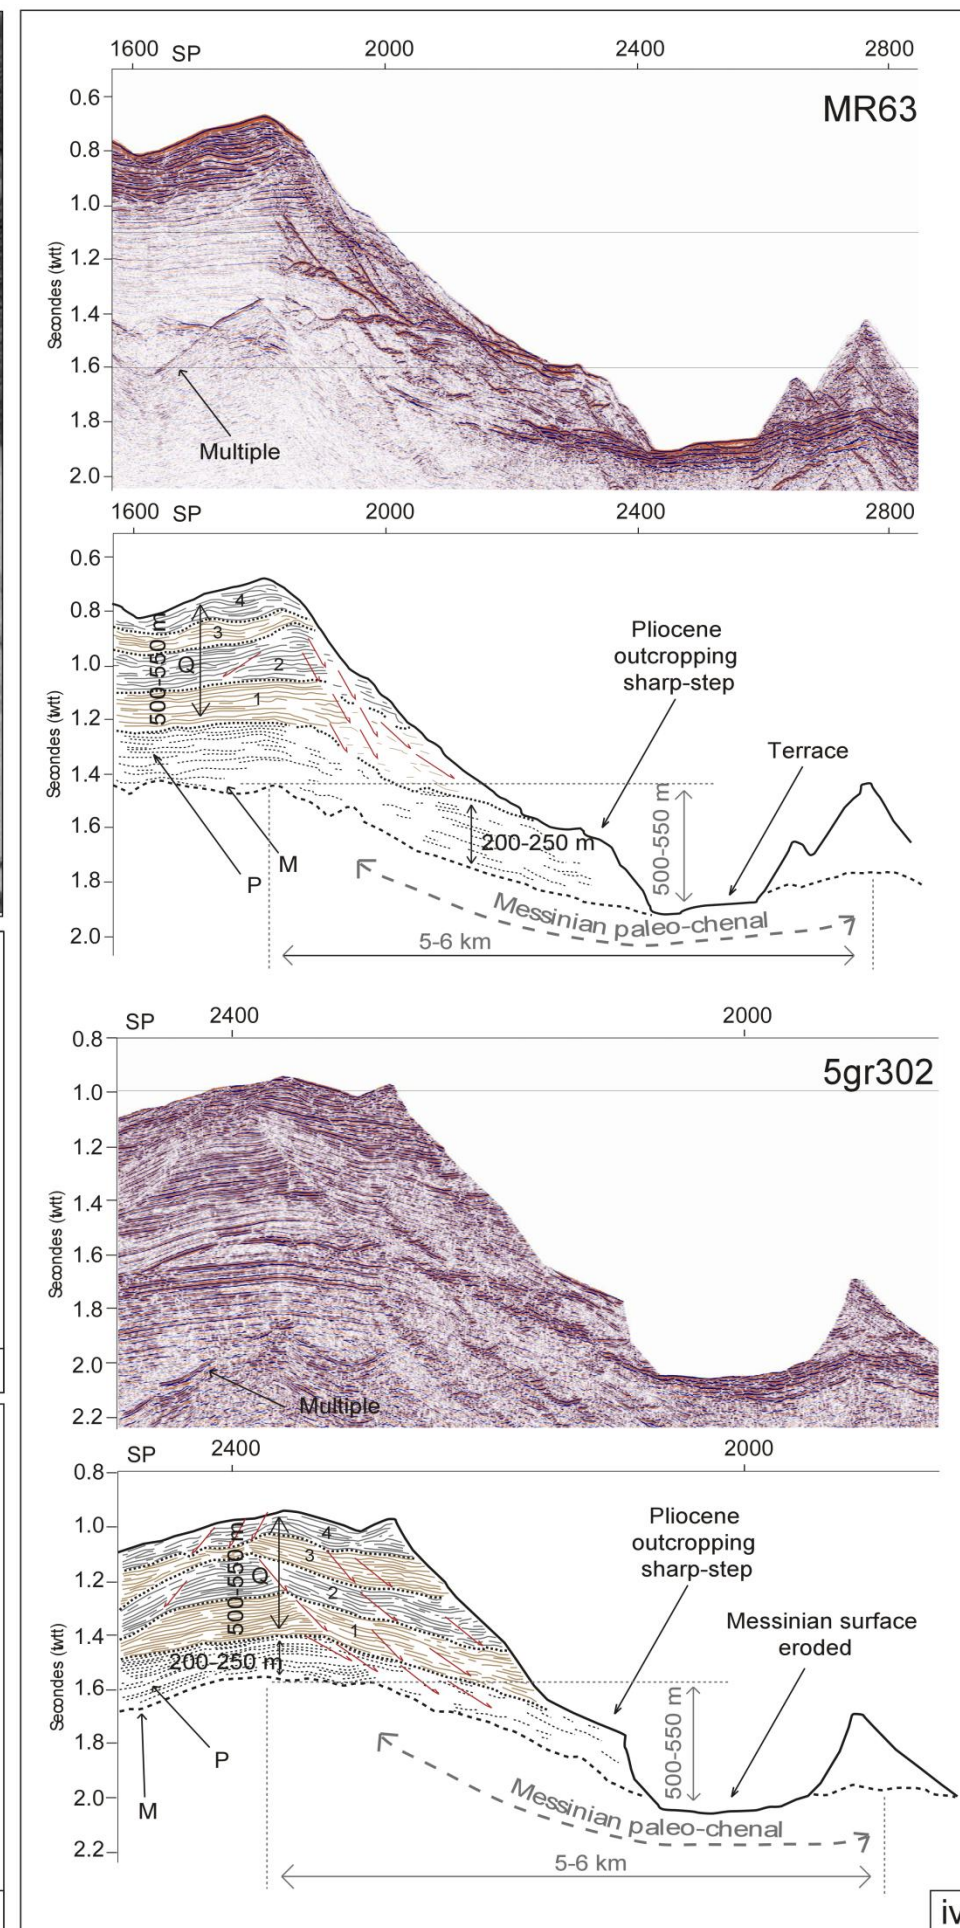 1600 SP 2000 2400 2800
MR63
0.6
0.8
1.0
1.2
1.4
1.6
1.8
2.0
Secondes (twtt)
Multiple
1600 SP 2000 2400 2800
0.6
0.8
1.0
1.2
1.4
1.6
1.8
2.0
Secondes (twtt)
4
3
2
1
Q
500-550 m
Pliocene
outcropping
sharp-step
Terrace
200-250 m
500-550 m
M
P
Messinian paleo-chenal
5-6 km
SP 2400 2000
5gr302
0.8
1.0
1.2
1.4
1.6
1.8
2.0
2.2
Secondes (twtt)
Multiple
SP 2400 2000
0.8
1.0
1.2
1.4
1.6
1.8
2.0
2.2
Secondes (twtt)
4
3
2
1
Q
500-550 m
200-250 m
Pliocene
outcropping
sharp-step
Messinian surface
eroded
500-550 m
P
M
Messinian paleo-chenal
5-6 km
iv